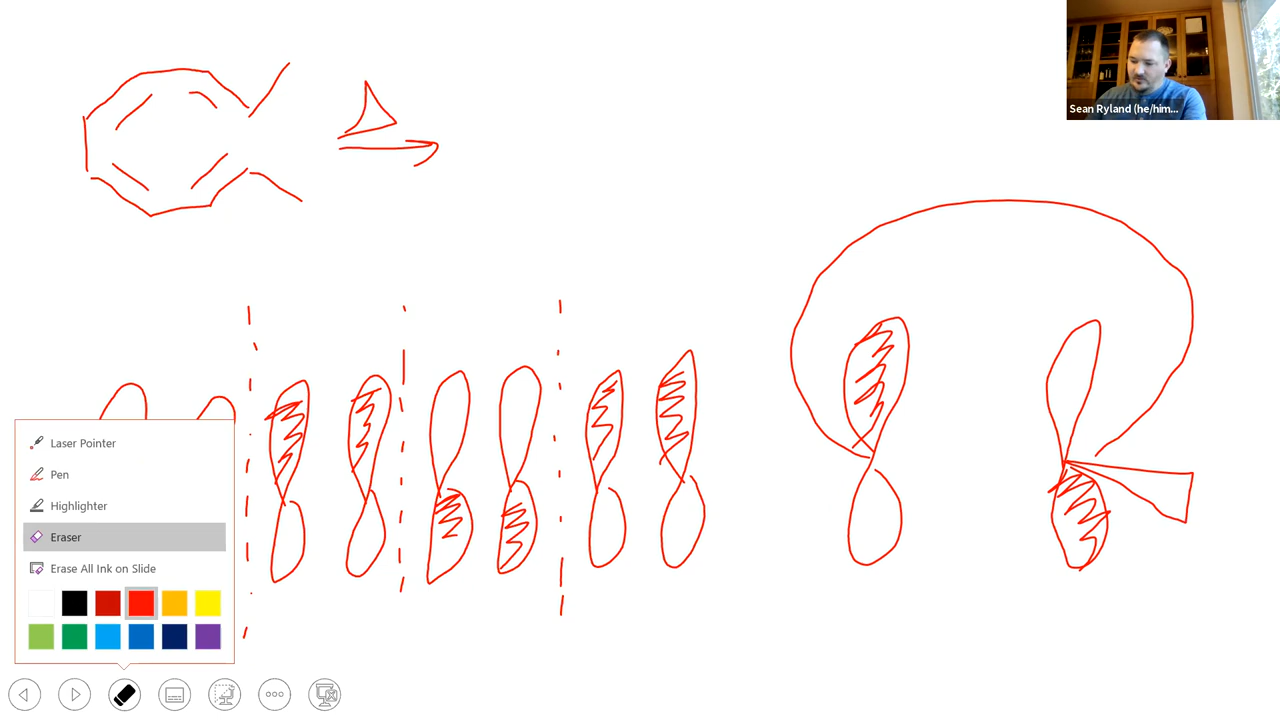 Sean Ryland (he/him...
Δ
Laser Pointer
Pen
Highlighter
Eraser
Erase All Ink on Slide